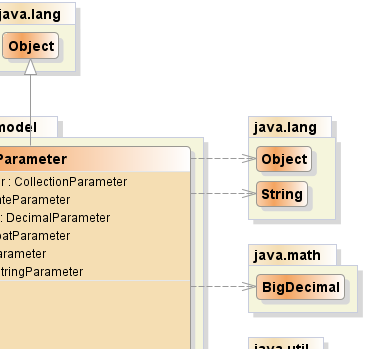 java.lang
Object
model
Parameter
r : CollectionParameter
ateParameter
: DecimalParameter
oatParameter
arameter
tringParameter
java.lang
Object
String
java.math
BigDecimal
java.util